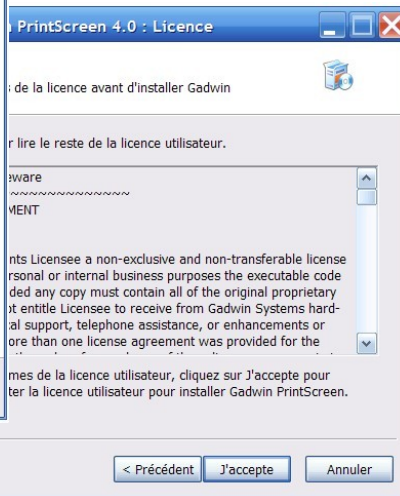 PrintScreen 4.0 : Licence
de la licence avant d'installer Gadwin
lire le reste de la licence utilisateur.
eware
~~~~~~~~~~~~~
MENT
nts Licensee a non-exclusive and non-transferable license
rsonal or internal business purposes the executable code
ded any copy must contain all of the original proprietary
t entitle Licensee to receive from Gadwin Systems hard-
al support, telephone assistance, or enhancements or
ore than one license agreement was provided for the
mes de la licence utilisateur, cliquez sur J'accepte pour
ter la licence utilisateur pour installer Gadwin PrintScreen.
< Précédent J'accepte Annuler